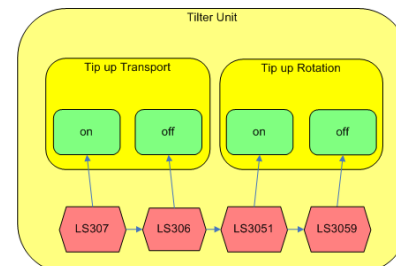 Tilter Unit
Tip up Transport
Tip up Rotation
on
off
on
off
LS307
LS306
LS3051
LS3059